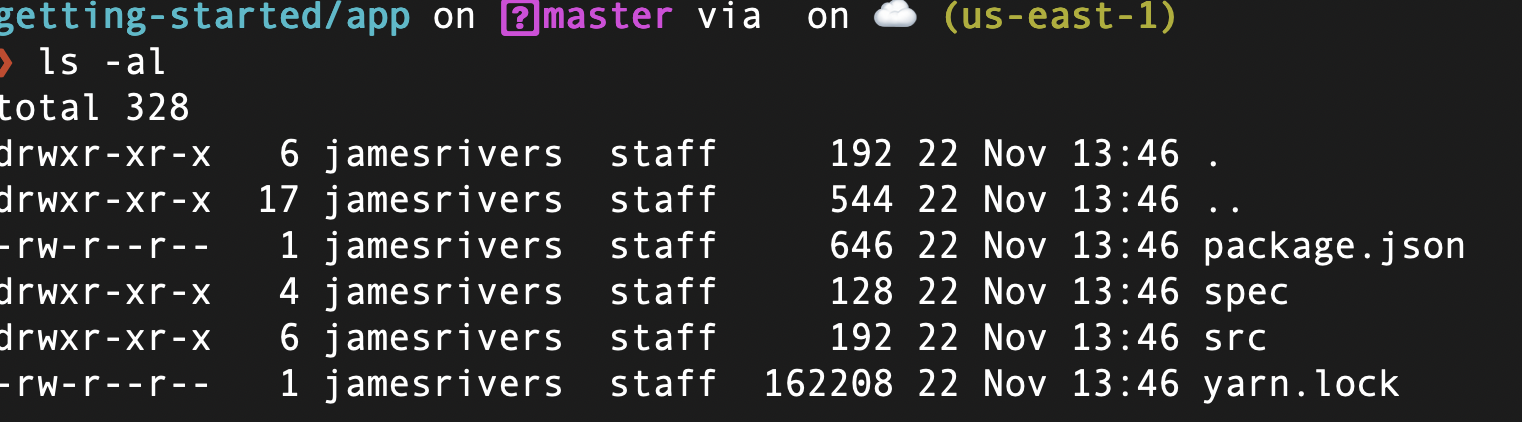 getting-started/app on ?master via on ☁️ (us-east-1)
❯ ls -al
total 328
drwxr-xr-x 6 jamesrivers staff 192 22 Nov 13:46 .
drwxr-xr-x 17 jamesrivers staff 544 22 Nov 13:46 ..
-rw-r--r-- 1 jamesrivers staff 646 22 Nov 13:46 package.json
drwxr-xr-x 4 jamesrivers staff 128 22 Nov 13:46 spec
drwxr-xr-x 6 jamesrivers staff 192 22 Nov 13:46 src
-rw-r--r-- 1 jamesrivers staff 162208 22 Nov 13:46 yarn.lock